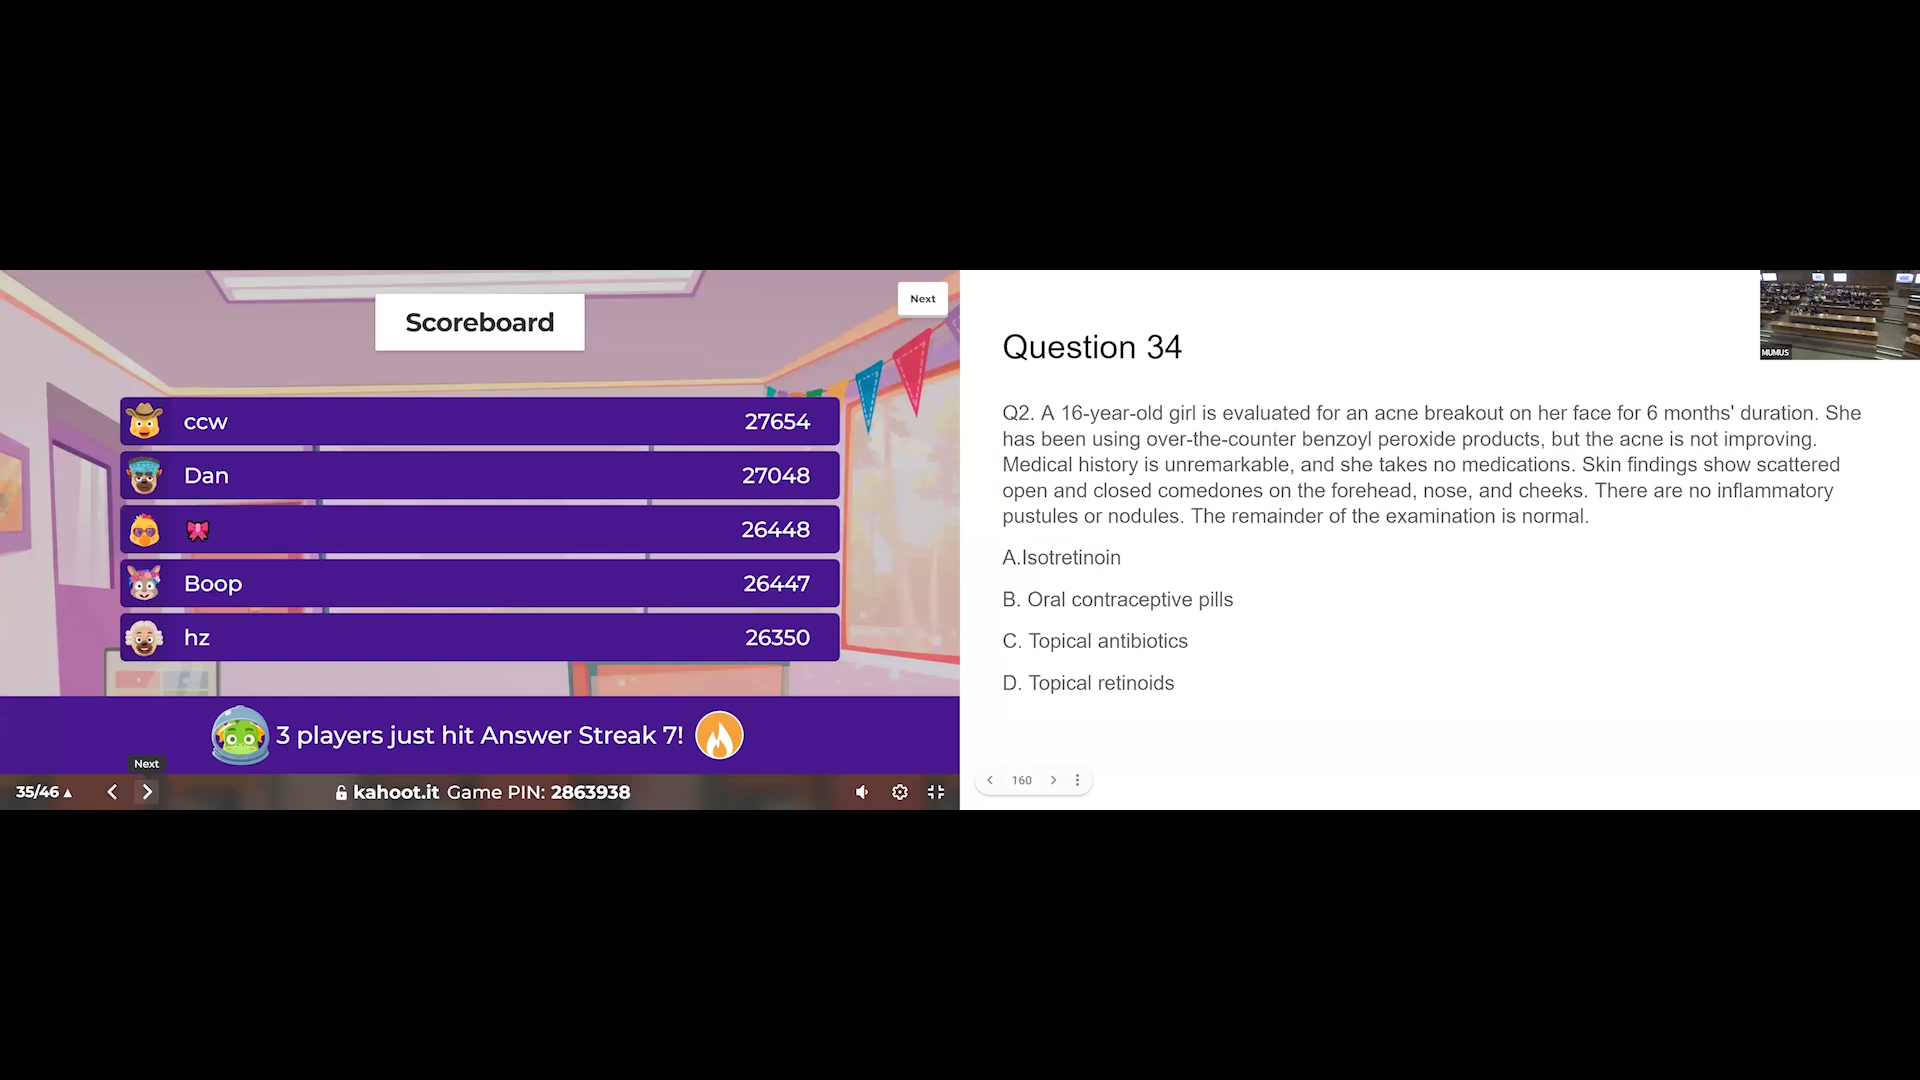 Scoreboard
Next
ccw 27654
Dan 27048
26448
Boop 26447
hz 26350
3 players just hit Answer Streak 7!
Next
35/46
kahoot.it Game PIN: 2863938
Question 34
MUMUS
Q2. A 16-year-old girl is evaluated for an acne breakout on her face for 6 months' duration. She
has been using over-the-counter benzoyl peroxide products, but the acne is not improving.
Medical history is unremarkable, and she takes no medications. Skin findings show scattered
open and closed comedones on the forehead, nose, and cheeks. There are no inflammatory
pustules or nodules. The remainder of the examination is normal.
A.Isotretinoin
B. Oral contraceptive pills
C. Topical antibiotics
D. Topical retinoids
160